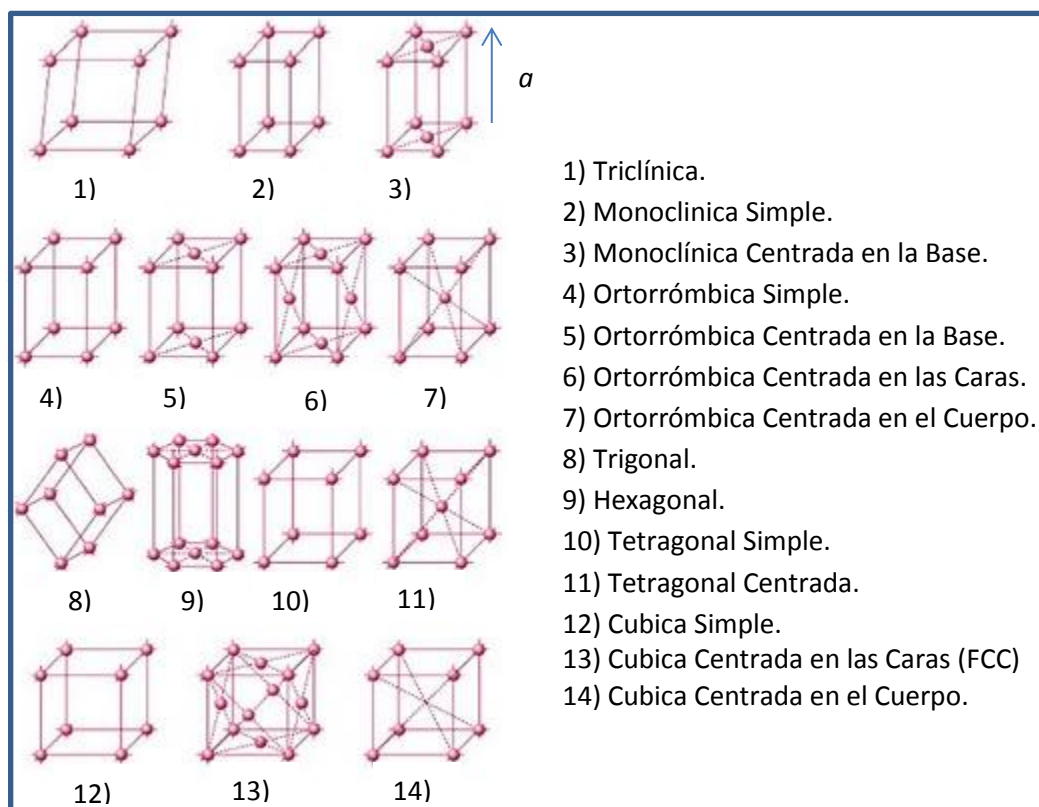 a
1) 2) 3)
4) 5) 6) 7)
8) 9) 10) 11)
12) 13) 14)
1) Triclínica.
2) Monoclinica Simple.
3) Monoclínica Centrada en la Base.
4) Ortorrómbica Simple.
5) Ortorrómbica Centrada en la Base.
6) Ortorrómbica Centrada en las Caras.
7) Ortorrómbica Centrada en el Cuerpo.
8) Trigonal.
9) Hexagonal.
10) Tetragonal Simple.
11) Tetragonal Centrada.
12) Cubica Simple.
13) Cubica Centrada en las Caras (FCC)
14) Cubica Centrada en el Cuerpo.